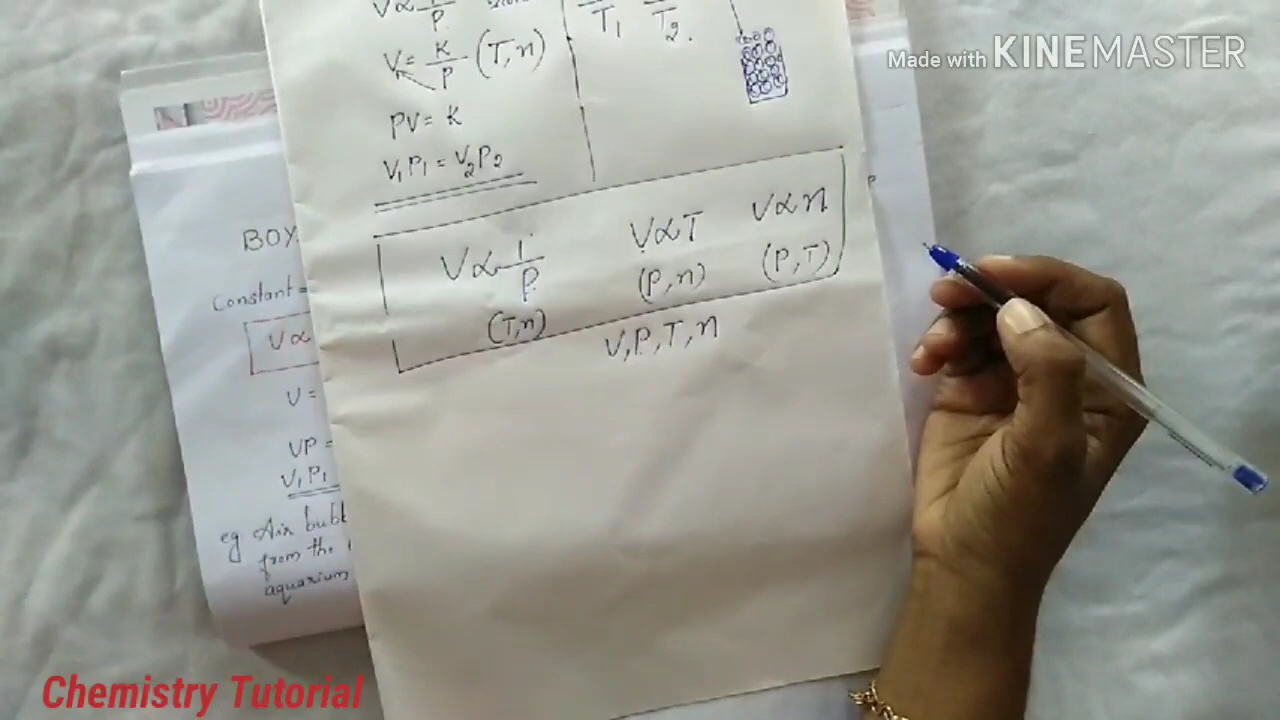 Made with KINEMASTER
V∝1/P
V=K/P (T,n)
PV= K
V₁P₁ = V₂P₂
T₁ T₂.
V∝1/P V∝T V∝n
(T,n) (P,n) (P,T)
V,P,T,n
BOY
Constant =
V∝
V=
VP=
V₁P₁
eg Air bubb
from the
aquarium
Chemistry Tutorial